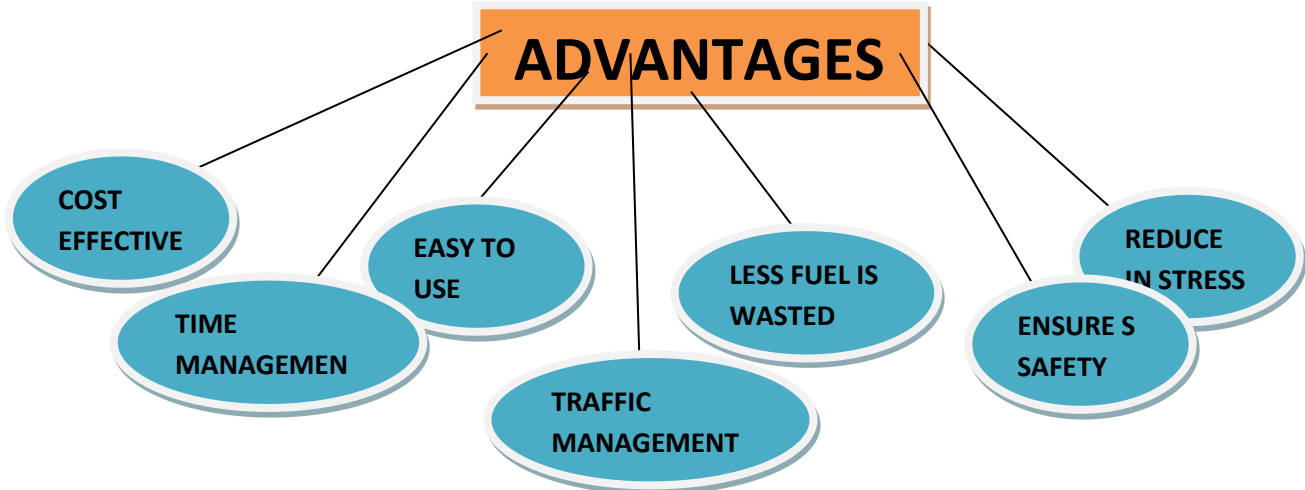 ADVANTAGES
COST
EFFECTIVE
TIME
MANAGEMEN
EASY TO
USE
TRAFFIC
MANAGEMENT
LESS FUEL IS
WASTED
ENSURE S
SAFETY
REDUCE
IN STRESS